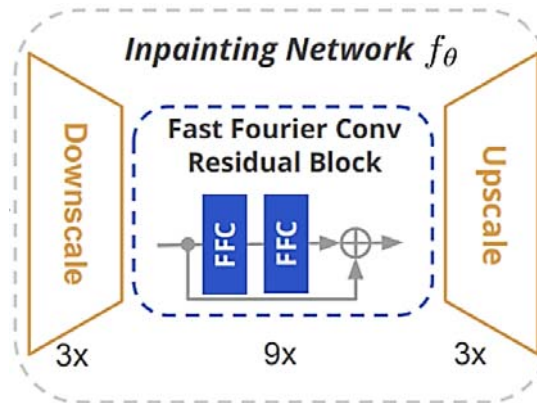 Inpainting Network fθ
Downscale
Fast Fourier Conv
Residual Block
FFC
FFC
Upscale
3x
9x
3x